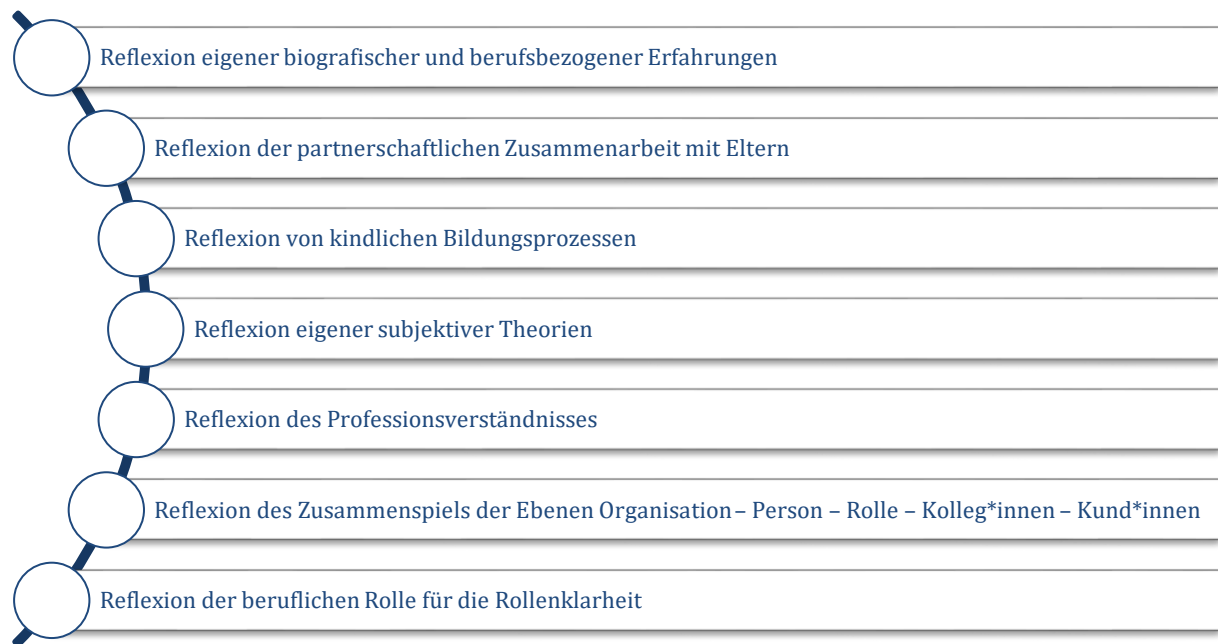 Reflexion eigener biografischer und berufsbezogener Erfahrungen
Reflexion der partnerschaftlichen Zusammenarbeit mit Eltern
Reflexion von kindlichen Bildungsprozessen
Reflexion eigener subjektiver Theorien
Reflexion des Professionsverständnisses
Reflexion des Zusammenspiels der Ebenen Organisation – Person – Rolle – Kolleg*innen – Kund*innen
Reflexion der beruflichen Rolle für die Rollenklarheit